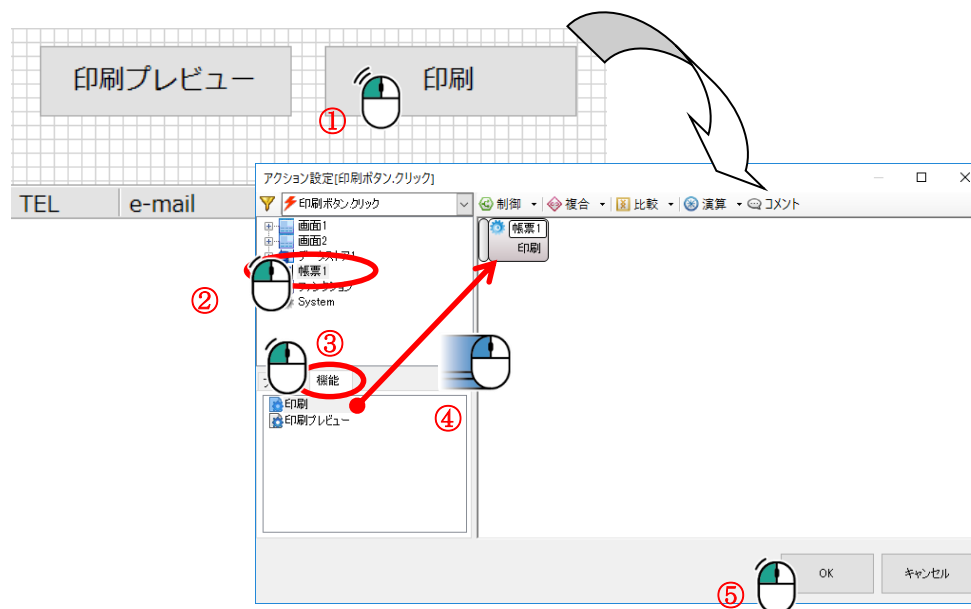 印刷プレビュー
印刷
①
TEL
e-mail
アクション設定[印刷ボタン.クリック]
印刷ボタン.クリック
制御
複合
比較
演算
コメント
画面1
画面2
帳票1
System
②
③
機能
印刷
印刷プレビュー
帳票1
印刷
④
OK
キャンセル
⑤